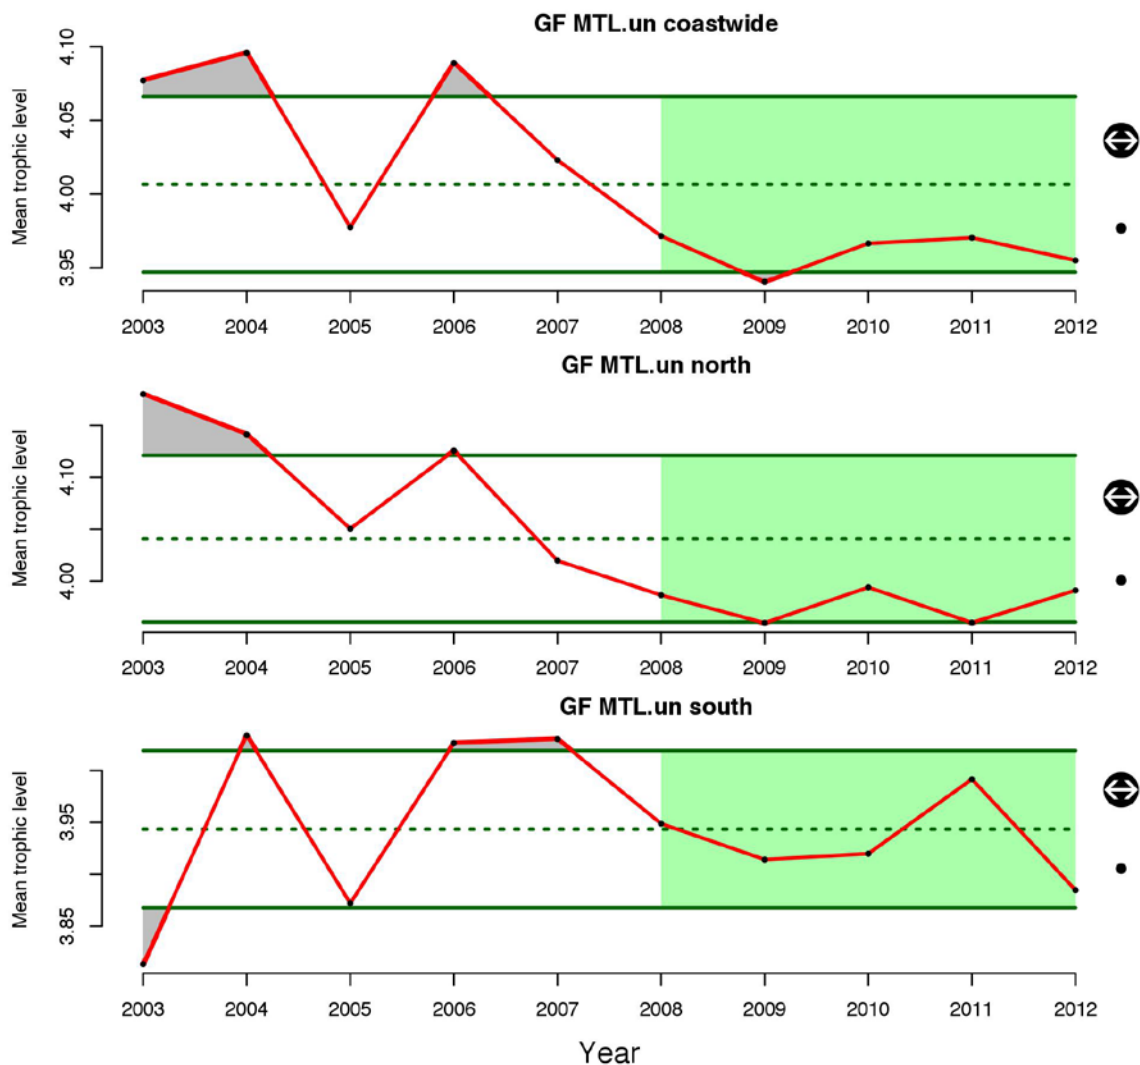 GF MTL.un coastwide
Mean trophic level
4.10
4.05
4.00
3.95
2003 2004 2005 2006 2007 2008 2009 2010 2011 2012
GF MTL.un north
Mean trophic level
4.10
4.00
2003 2004 2005 2006 2007 2008 2009 2010 2011 2012
GF MTL.un south
Mean trophic level
3.95
3.85
2003 2004 2005 2006 2007 2008 2009 2010 2011 2012
Year